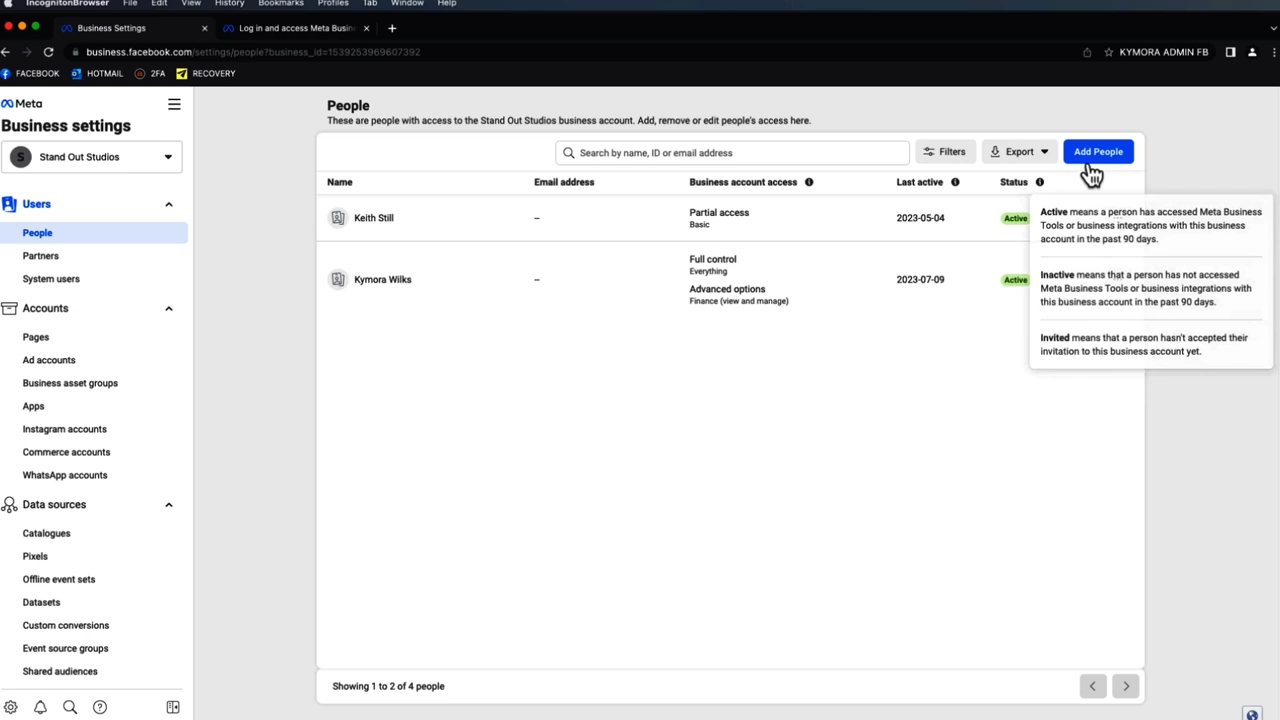 IncognitonBrowser File Edit View History Bookmarks Profiles Tab Window Help
Business Settings
Log in and access Meta Busin
business.facebook.com/settings/people?business_id=1539253969607392
KYMORA ADMIN FB
FACEBOOK
HOTMAIL
2FA
RECOVERY
Meta
Business settings
S Stand Out Studios
Users
People
Partners
System users
Accounts
Pages
Ad accounts
Business asset groups
Apps
Instagram accounts
Commerce accounts
WhatsApp accounts
Data sources
Catalogues
Pixels
Offline event sets
Datasets
Custom conversions
Event source groups
Shared audiences
People
These are people with access to the Stand Out Studios business account. Add, remove or edit people's access here.
Search by name, ID or email address
Filters
Export
Add People
Name
Email address
Business account access
Last active
Status
Keith Still
–
Partial access
Basic
2023-05-04
Active
Kymora Wilks
–
Full control
Everything
Advanced options
Finance (view and manage)
2023-07-09
Active
Active means a person has accessed Meta Business
Tools or business integrations with this business
account in the past 90 days.
Inactive means that a person has not accessed
Meta Business Tools or business integrations with
this business account in the past 90 days.
Invited means that a person hasn't accepted their
invitation to this business account yet.
Showing 1 to 2 of 4 people